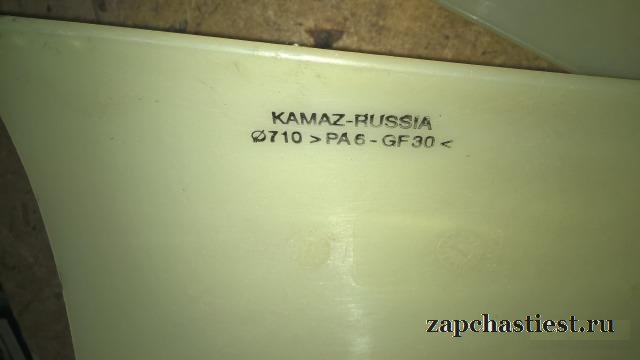 KAMAZ-RUSSIA
Ø710 >PA6-GF30<
zapchastiest.ru